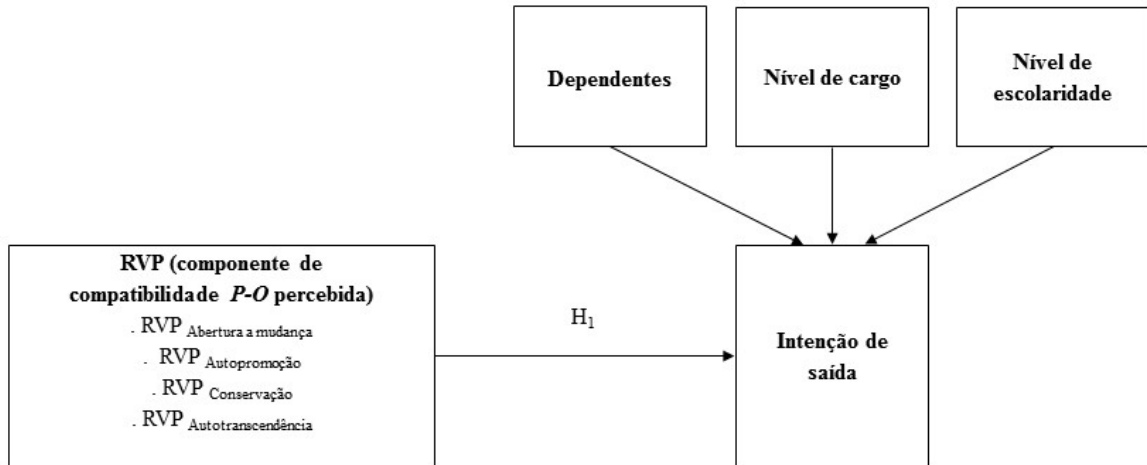 Dependentes
Nível de cargo
Nível de
escolaridade
RVP (componente de
compatibilidade P-O percebida)
. RVP Abertura a mudança
. RVP Autopromoção
. RVP Conservação
. RVP Autotranscendência
H1
Intenção de
saída